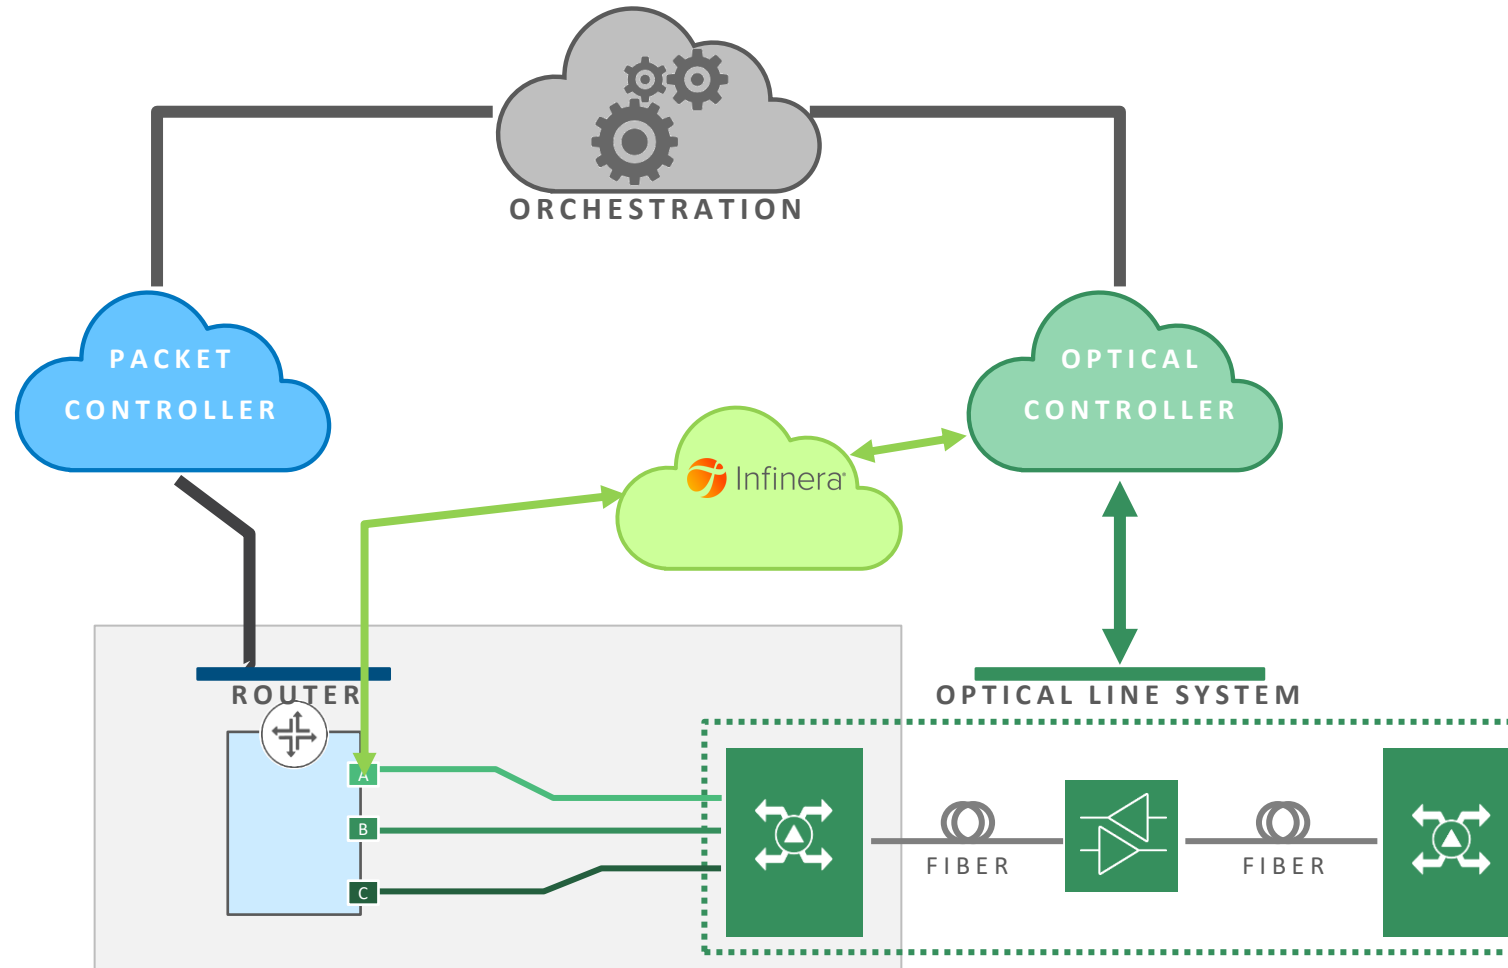 ORCHESTRATION
PACKET
CONTROLLER
OPTICAL
CONTROLLER
Infinera®
ROUTER
OPTICAL LINE SYSTEM
A
B
C
FIBER
FIBER